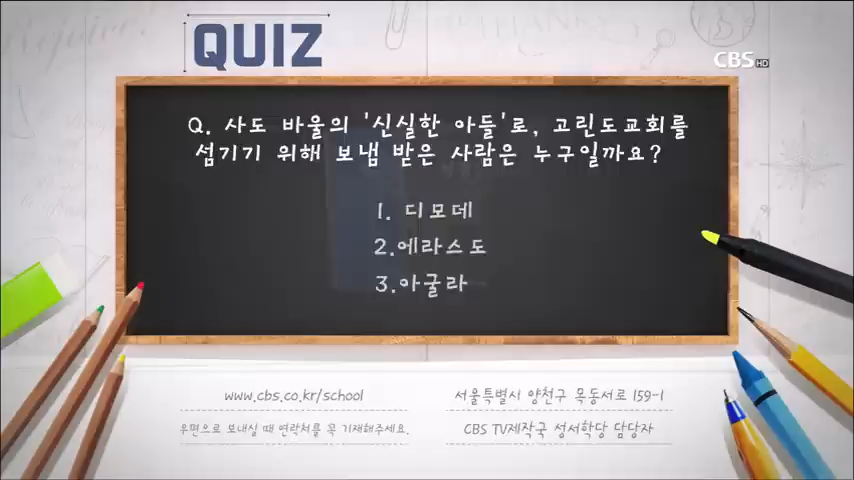 QUIZ
CBS HD
Q. 사도 바울의 '신실한 아들'로, 고린도교회를
섬기기 위해 보냄 받은 사람은 누구일까요?
1. 디모데
2.에라스도
3.아굴라
www.cbs.co.kr/school
서울특별시 양천구 목동서로 159-1
우편으로 보내실 때 연락처를 꼭 기재해주세요.
CBS TV제작국 성서학당 담당자